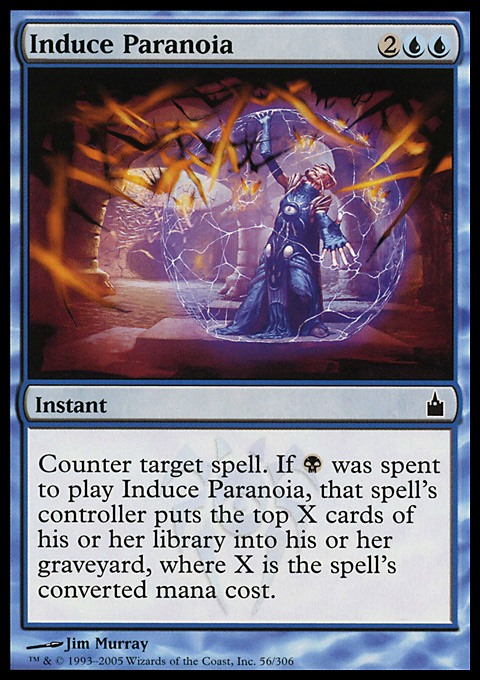 Induce Paranoia 2
Instant
Counter target spell. If was spent
to play Induce Paranoia, that spell's
controller puts the top X cards of
his or her library into his or her
graveyard, where X is the spell's
converted mana cost.
Jim Murray
™ & © 1993–2005 Wizards of the Coast, Inc. 56/306